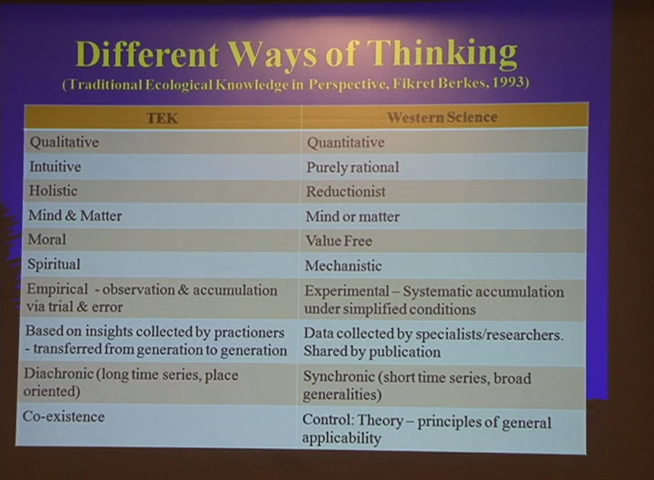 Different Ways of Thinking
(Traditional Ecological Knowledge in Perspective, Fikret Berkes, 1993)
TEK Western Science
Qualitative Quantitative
Intuitive Purely rational
Holistic Reductionist
Mind & Matter Mind or matter
Moral Value Free
Spiritual Mechanistic
Empirical - observation & accumulation
via trial & error
Experimental – Systematic accumulation
under simplified conditions
Based on insights collected by practioners
- transferred from generation to generation
Data collected by specialists/researchers.
Shared by publication
Diachronic (long time series, place
oriented)
Synchronic (short time series, broad
generalities)
Co-existence
Control: Theory – principles of general
applicability